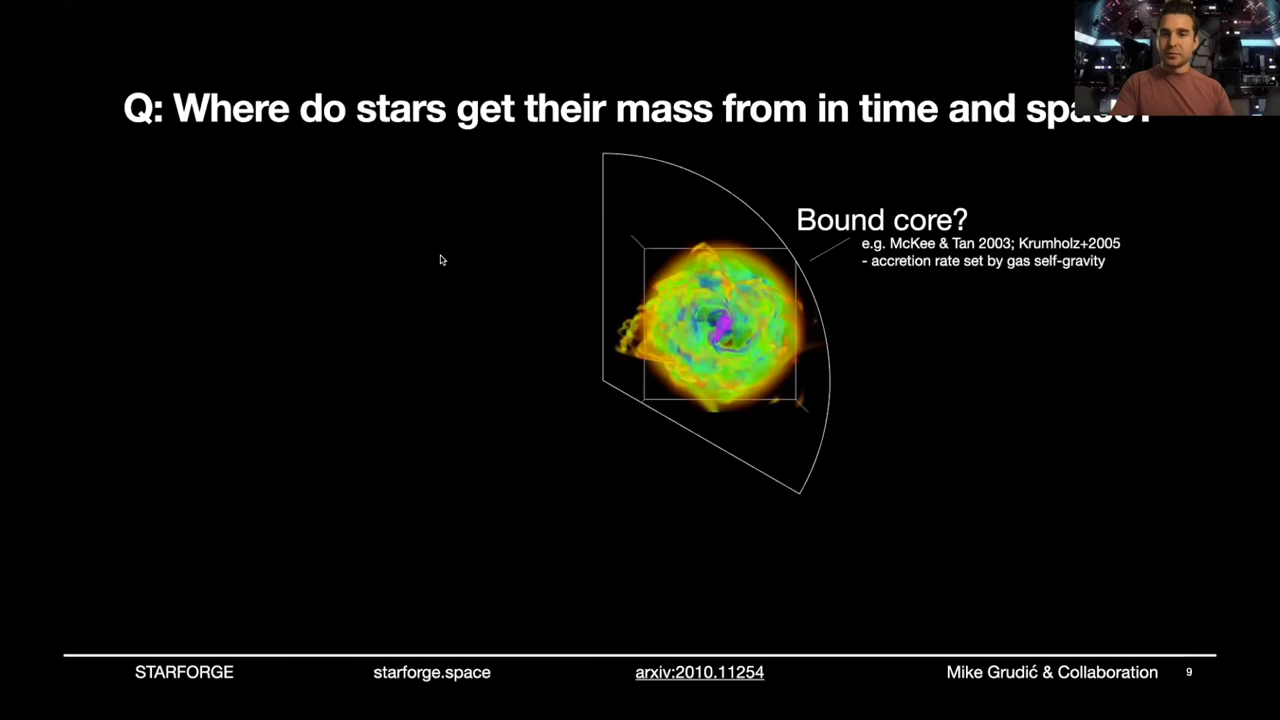 Q: Where do stars get their mass from in time and space?
Bound core?
e.g. McKee & Tan 2003; Krumholz+2005
- accretion rate set by gas self-gravity
STARFORGE
starforge.space
arxiv:2010.11254
Mike Grudić & Collaboration
9